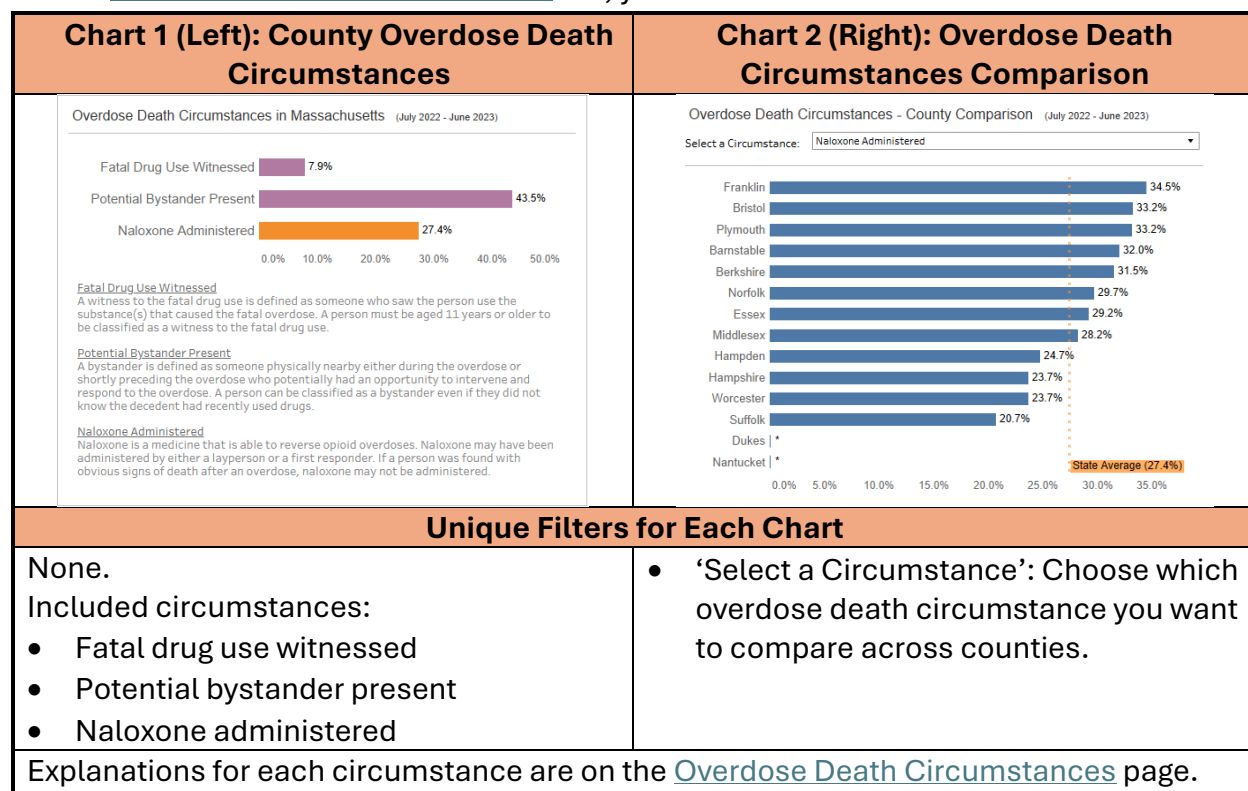 Chart 1 (Left): County Overdose Death
Circumstances
Chart 2 (Right): Overdose Death
Circumstances Comparison
Overdose Death Circumstances in Massachusetts (July 2022 - June 2023)
Fatal Drug Use Witnessed 7.9%
Potential Bystander Present 43.5%
Naloxone Administered 27.4%
0.0% 10.0% 20.0% 30.0% 40.0% 50.0%
Fatal Drug Use Witnessed
A witness to the fatal drug use is defined as someone who saw the person use the
substance(s) that caused the fatal overdose. A person must be aged 11 years or older to
be classified as a witness to the fatal drug use.
Potential Bystander Present
A bystander is defined as someone physically nearby either during the overdose or
shortly preceding the overdose who potentially had an opportunity to intervene and
respond to the overdose. A person can be classified as a bystander even if they did not
know the decedent had recently used drugs.
Naloxone Administered
Naloxone is a medicine that is able to reverse opioid overdoses. Naloxone may have been
administered by either a layperson or a first responder. If a person was found with
obvious signs of death after an overdose, naloxone may not be administered.
Overdose Death Circumstances - County Comparison (July 2022 - June 2023)
Select a Circumstance: Naloxone Administered
Franklin 34.5%
Bristol 33.2%
Plymouth 33.2%
Barnstable 32.0%
Berkshire 31.5%
Norfolk 29.7%
Essex 29.2%
Middlesex 28.2%
Hampden 24.7%
Hampshire 23.7%
Worcester 23.7%
Suffolk 20.7%
Dukes *
Nantucket *
State Average (27.4%)
0.0% 5.0% 10.0% 15.0% 20.0% 25.0% 30.0% 35.0%
Unique Filters for Each Chart
None.
Included circumstances:
• Fatal drug use witnessed
• Potential bystander present
• Naloxone administered
• ‘Select a Circumstance’: Choose which
overdose death circumstance you want
to compare across counties.
Explanations for each circumstance are on the Overdose Death Circumstances page.